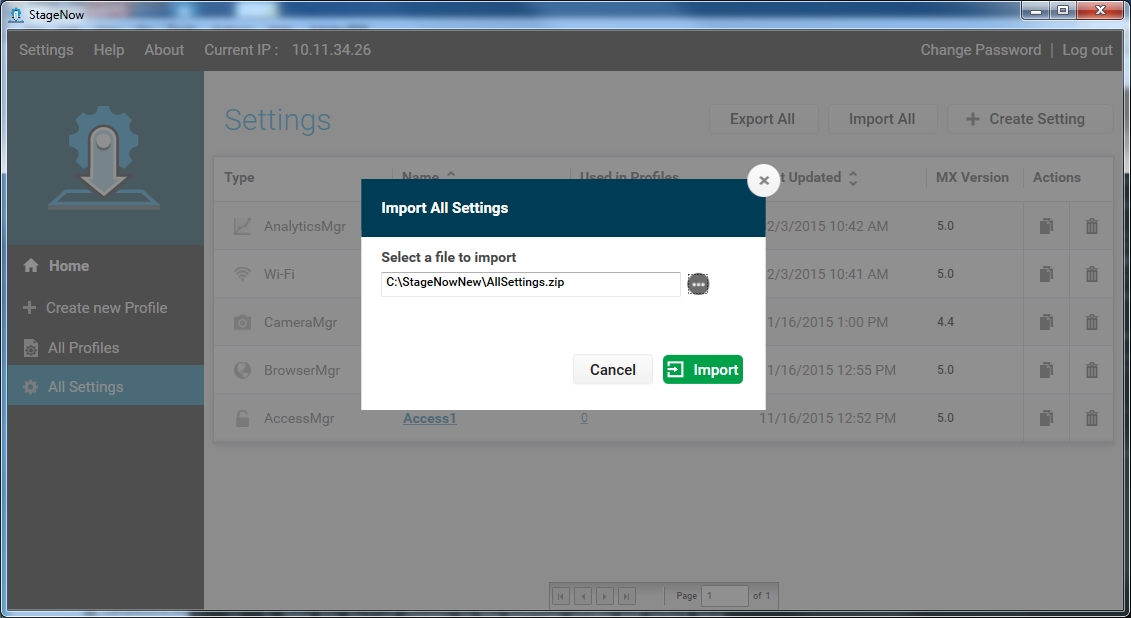 StageNow
Settings Help About Current IP : 10.11.34.26 Change Password | Log out
Settings Export All Import All Create Setting
Type Name Used in Profiles Updated MX Version Actions
Import All Settings
AnalyticsMgr 2/3/2015 10:42 AM 5.0
Select a file to import
Home
Wi-Fi 2/3/2015 10:41 AM 5.0
C:\StageNowNew\AllSettings.zip
Create new Profile
CameraMgr 1/16/2015 1:00 PM 4.4
All Profiles
BrowserMgr 1/16/2015 12:55 PM 5.0
Cancel Import
All Settings
AccessMgr Access1 0 11/16/2015 12:52 PM 5.0
Page 1 of 1